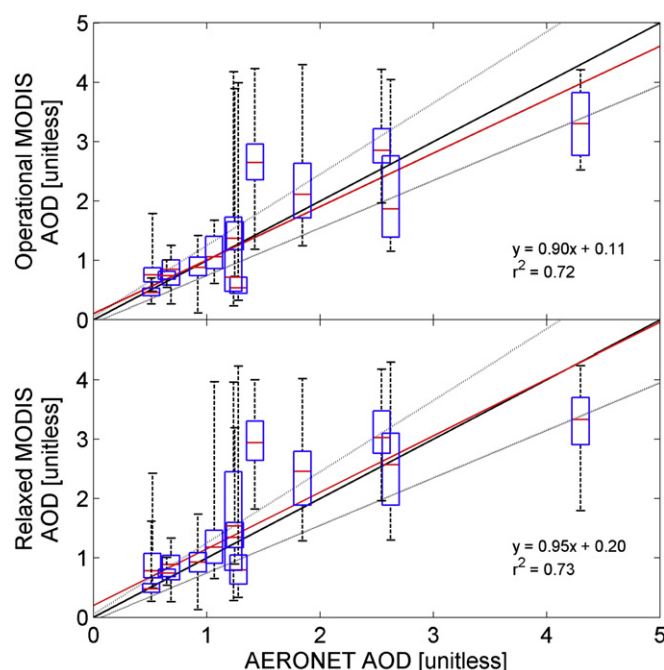 Operational MODIS
AOD [unitless]
5
4
3
2
1
0
y = 0.90x + 0.11
r² = 0.72
Relaxed MODIS
AOD [unitless]
4
3
2
1
0
y = 0.95x + 0.20
r² = 0.73
0 1 2 3 4 5
AERONET AOD [unitless]